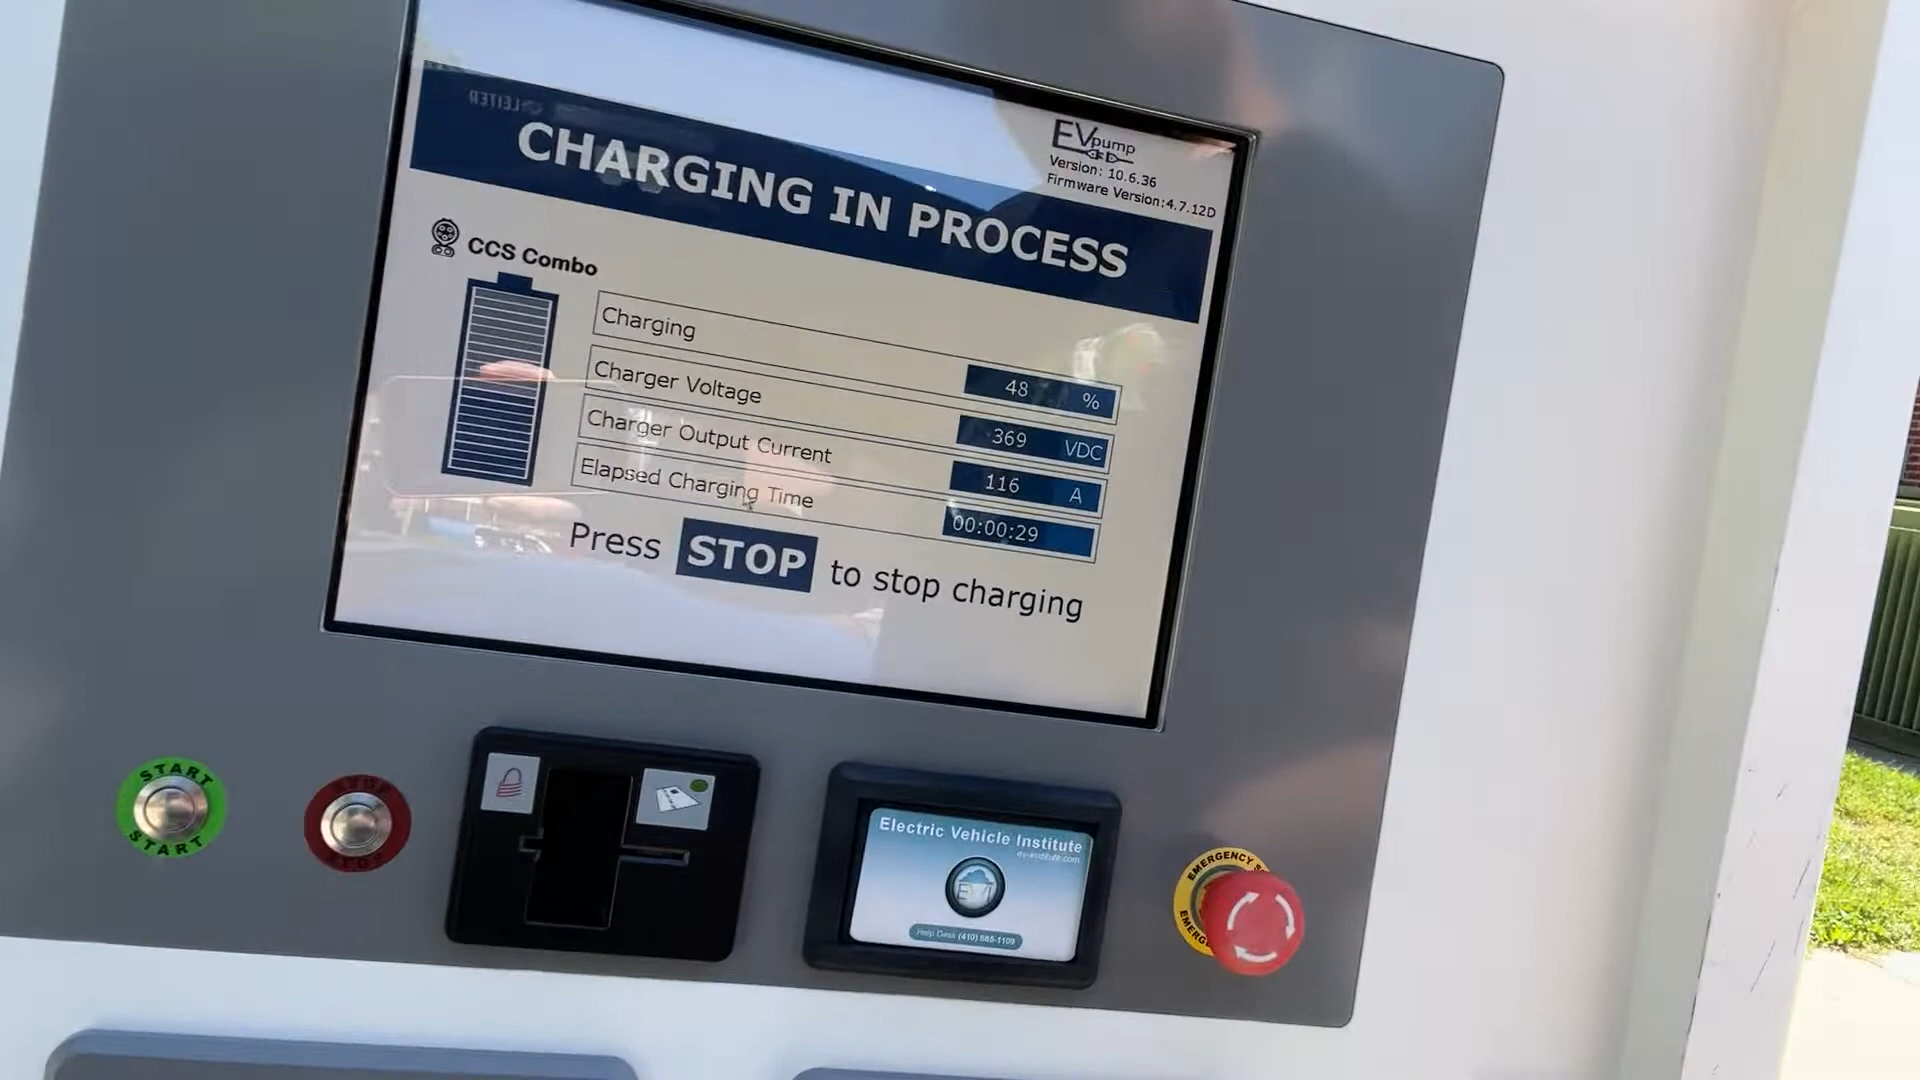 EVpump
Version: 10.6.36
Firmware Version:4.7.12D
CHARGING IN PROCESS
CCS Combo
Charging 48 %
Charger Voltage 369 VDC
Charger Output Current 116 A
Elapsed Charging Time 00:00:29
Press STOP to stop charging
START
START
STOP
STOP
Electric Vehicle Institute
ev-institute.com
EVI
Help Desk (410) 685-1109
EMERGENCY